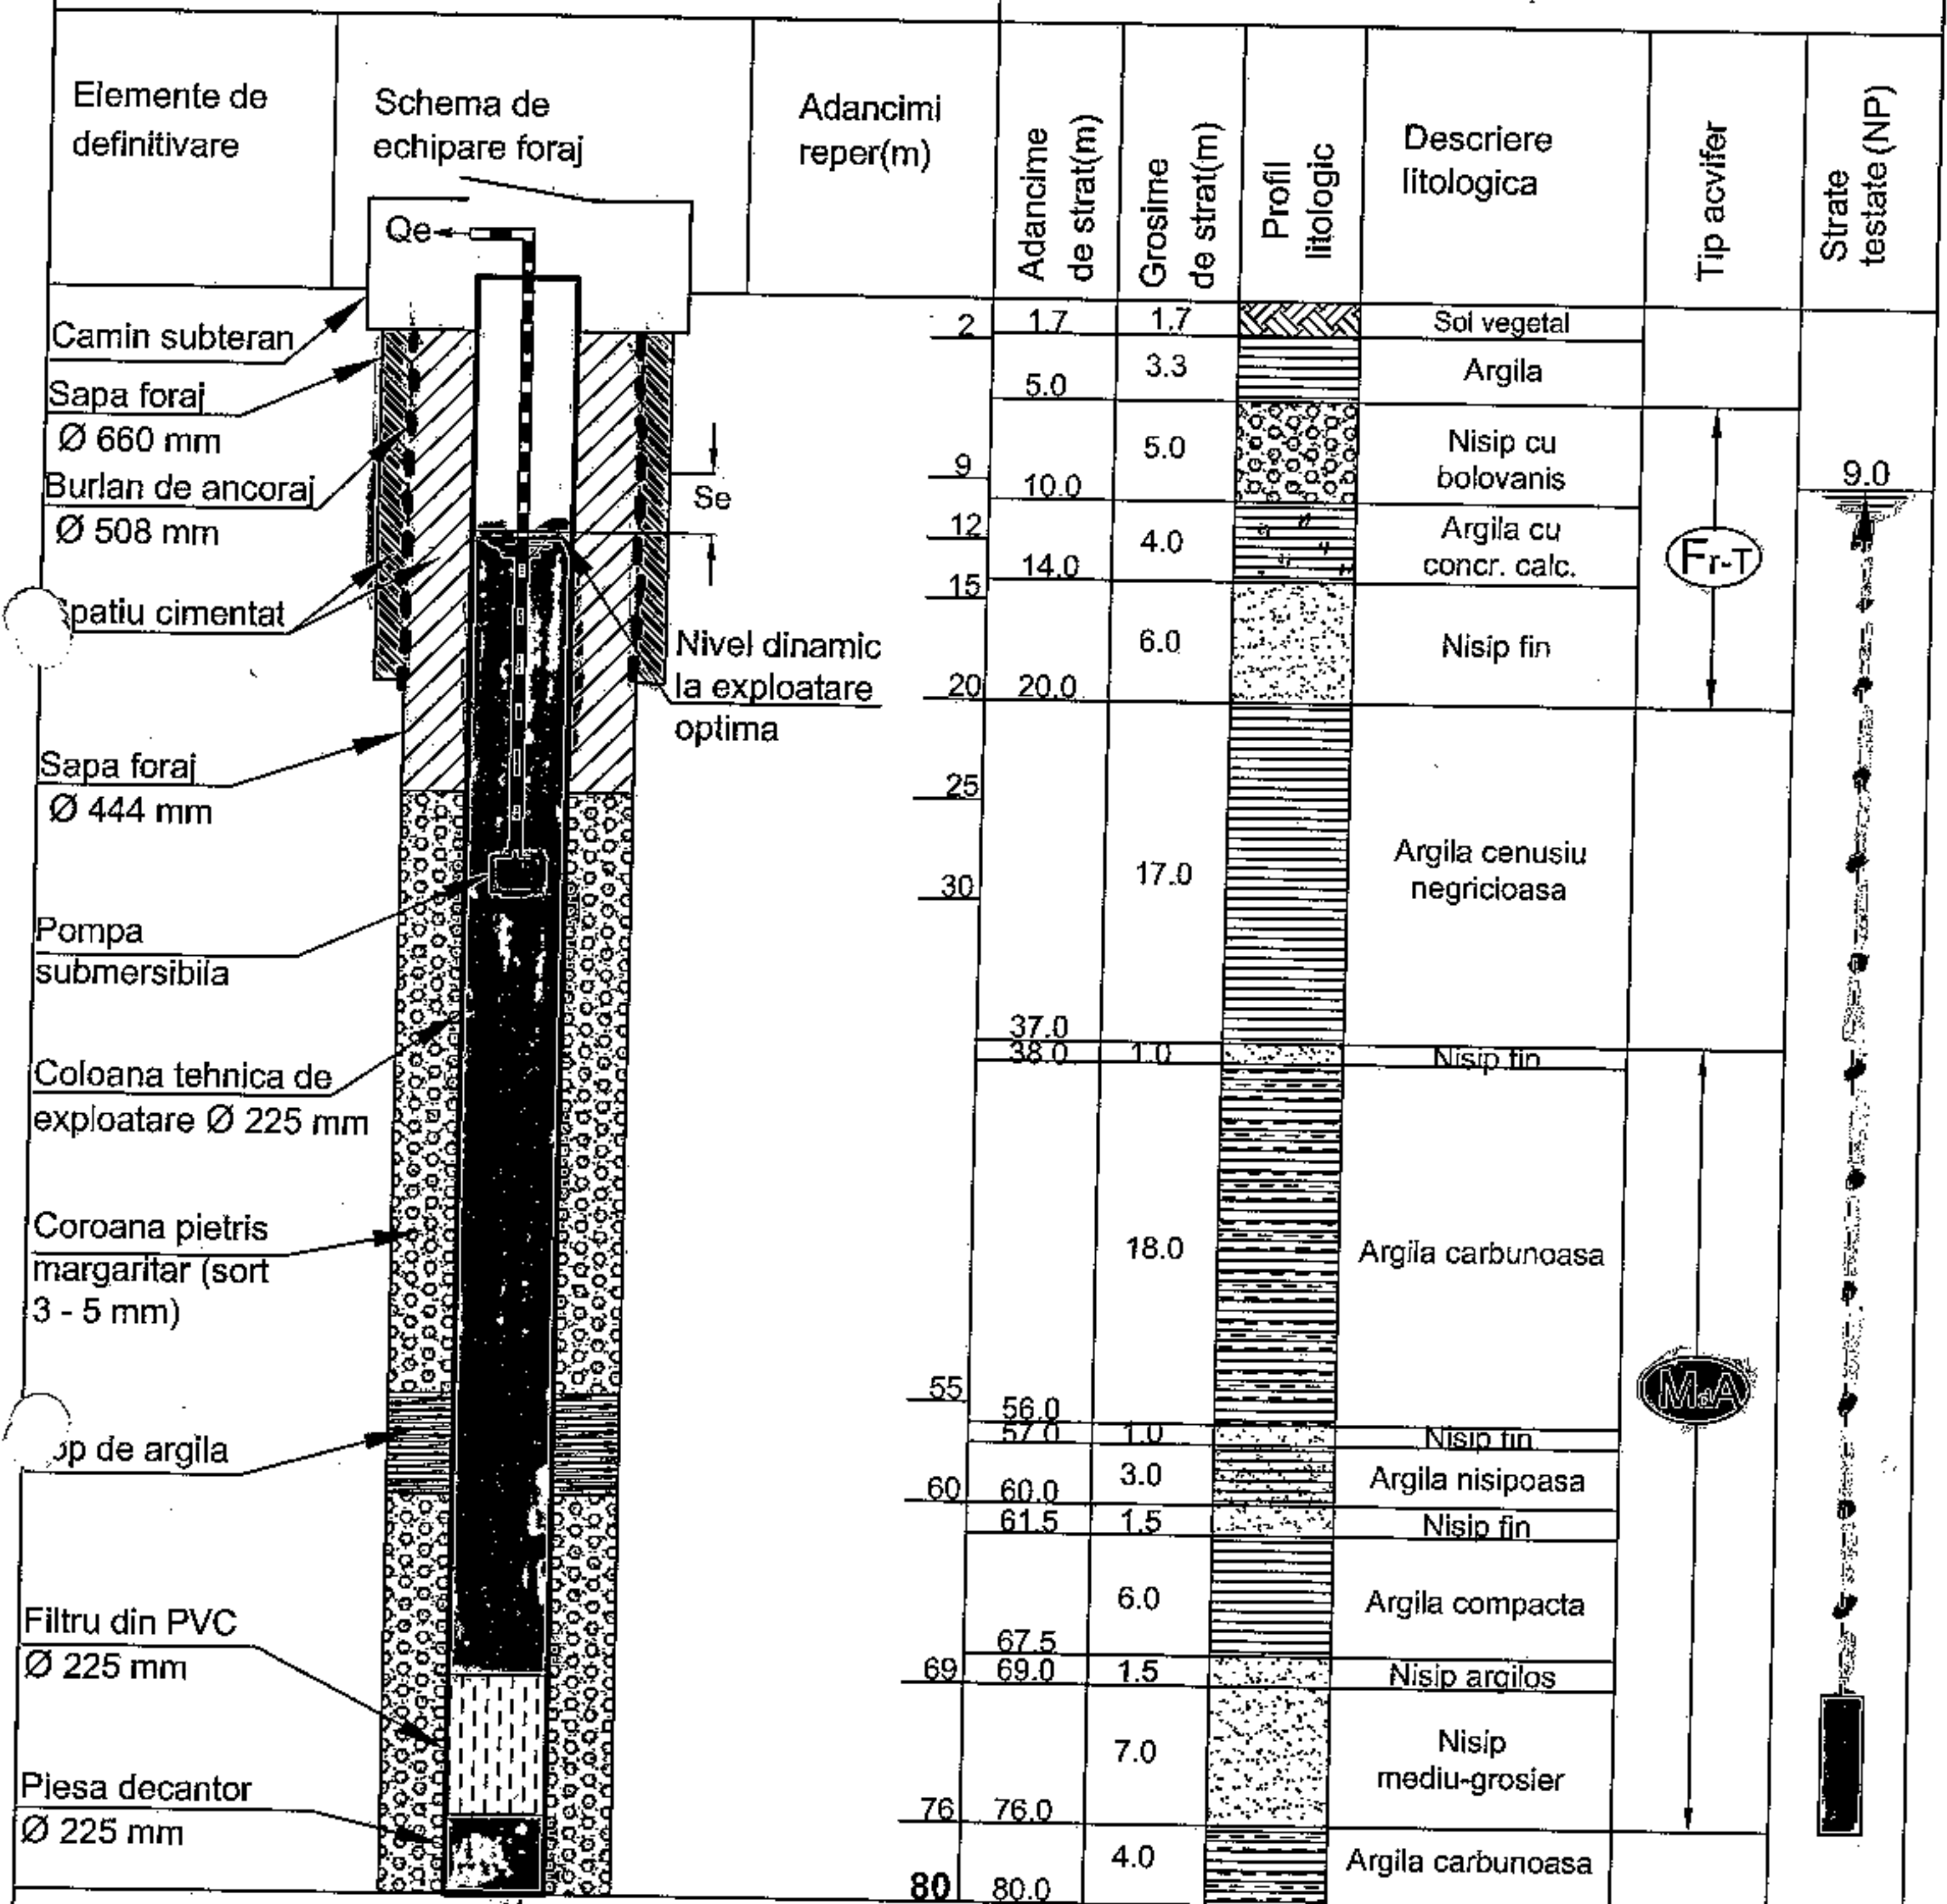 Elemente de
definitivare
Schema de
echipare foraj
Adancimi
reper(m)
Adancime
de strat(m)
Grosime
de strat(m)
Profil
litologic
Descriere
litologica
Tip acvifer
Strate
testate(NP)
Qe
Camin subteran
Sapa foraj
Ø 660 mm
Burlan de ancoraj
Ø 508 mm
patiu cimentat
Sapa foraj
Ø 444 mm
Pompa
submersibila
Coloana tehnica de
exploatare Ø 225 mm
Coroana pietris
margaritar (sort
3 - 5 mm)
op de argila
Filtru din PVC
Ø 225 mm
Piesa decantor
Ø 225 mm
Se
Nivel dinamic
la exploatare
optima
2
9
12
15
20
25
30
55
60
69
76
80
1.7 1.7 Sol vegetal
5.0 3.3 Argila
10.0 5.0 Nisip cu
bolovanis
14.0 4.0 Argila cu
concr. calc.
20.0 6.0 Nisip fin
37.0 17.0 Argila cenusiu
negricioasa
38.0 1.0 Nisip fin
56.0 18.0 Argila carbunoasa
57.0 1.0 Nisip fin
60.0 3.0 Argila nisipoasa
61.5 1.5 Nisip fin
67.5 6.0 Argila compacta
69.0 1.5 Nisip argilos
76.0 7.0 Nisip
mediu-grosier
80.0 4.0 Argila carbunoasa
Fr-T
MdA
9.0